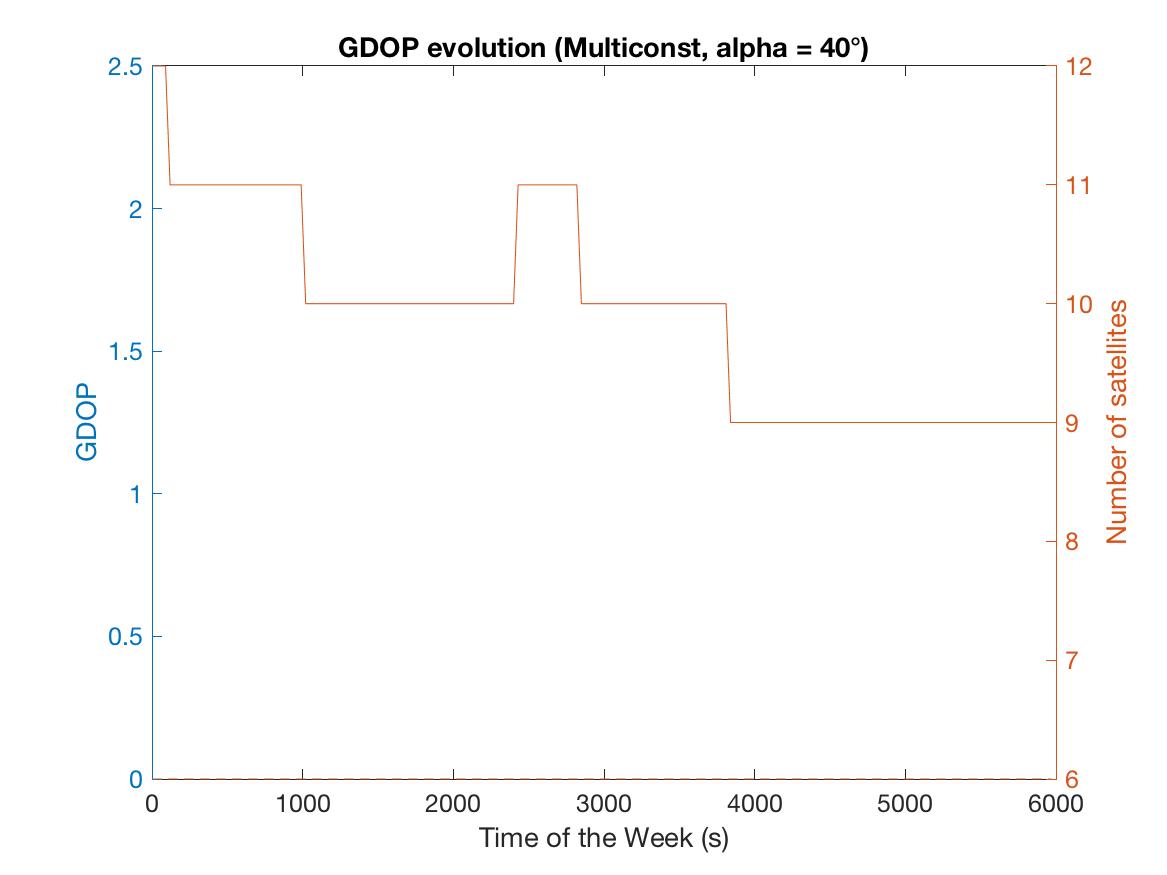 GDOP evolution (Multiconst, alpha = 40°)
2.5
2
1.5
1
0.5
0
GDOP
12
11
10
9
8
7
6
Number of satellites
0 1000 2000 3000 4000 5000 6000
Time of the Week (s)